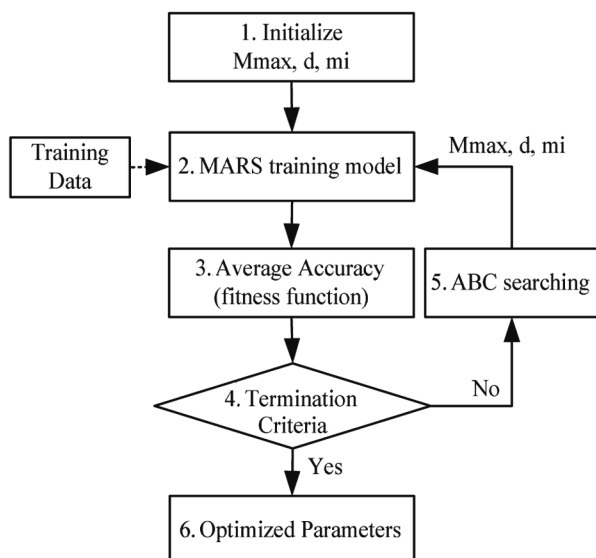 1. Initialize
Mmax, d, mi
Training
Data
2. MARS training model
Mmax, d, mi
3. Average Accuracy
(fitness function)
5. ABC searching
4. Termination
Criteria
No
Yes
6. Optimized Parameters